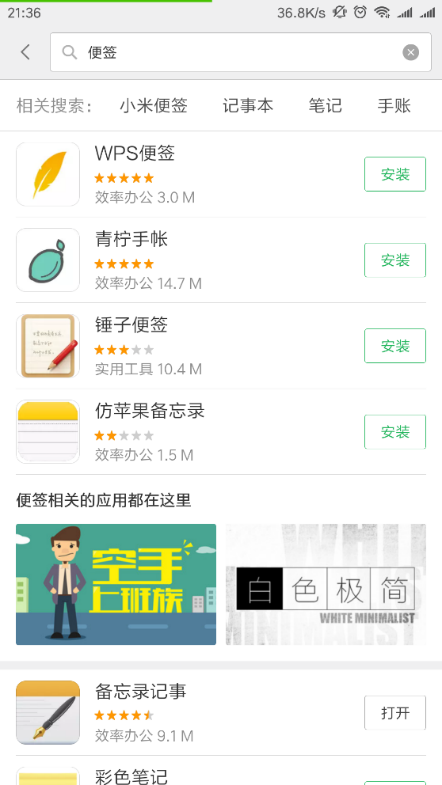 21:36 36.8K/s
便签
相关搜索: 小米便签 记事本 笔记 手账
WPS便签
效率办公 3.0 M
安装
青柠手帐
效率办公 14.7 M
安装
锤子便签
实用工具 10.4 M
安装
仿苹果备忘录
效率办公 1.5 M
安装
便签相关的应用都在这里
空手
上班族
WHITE
白色极简
WHITE MINIMALIST
MINIMALIST
备忘录记事
效率办公 9.1 M
打开
彩色笔记